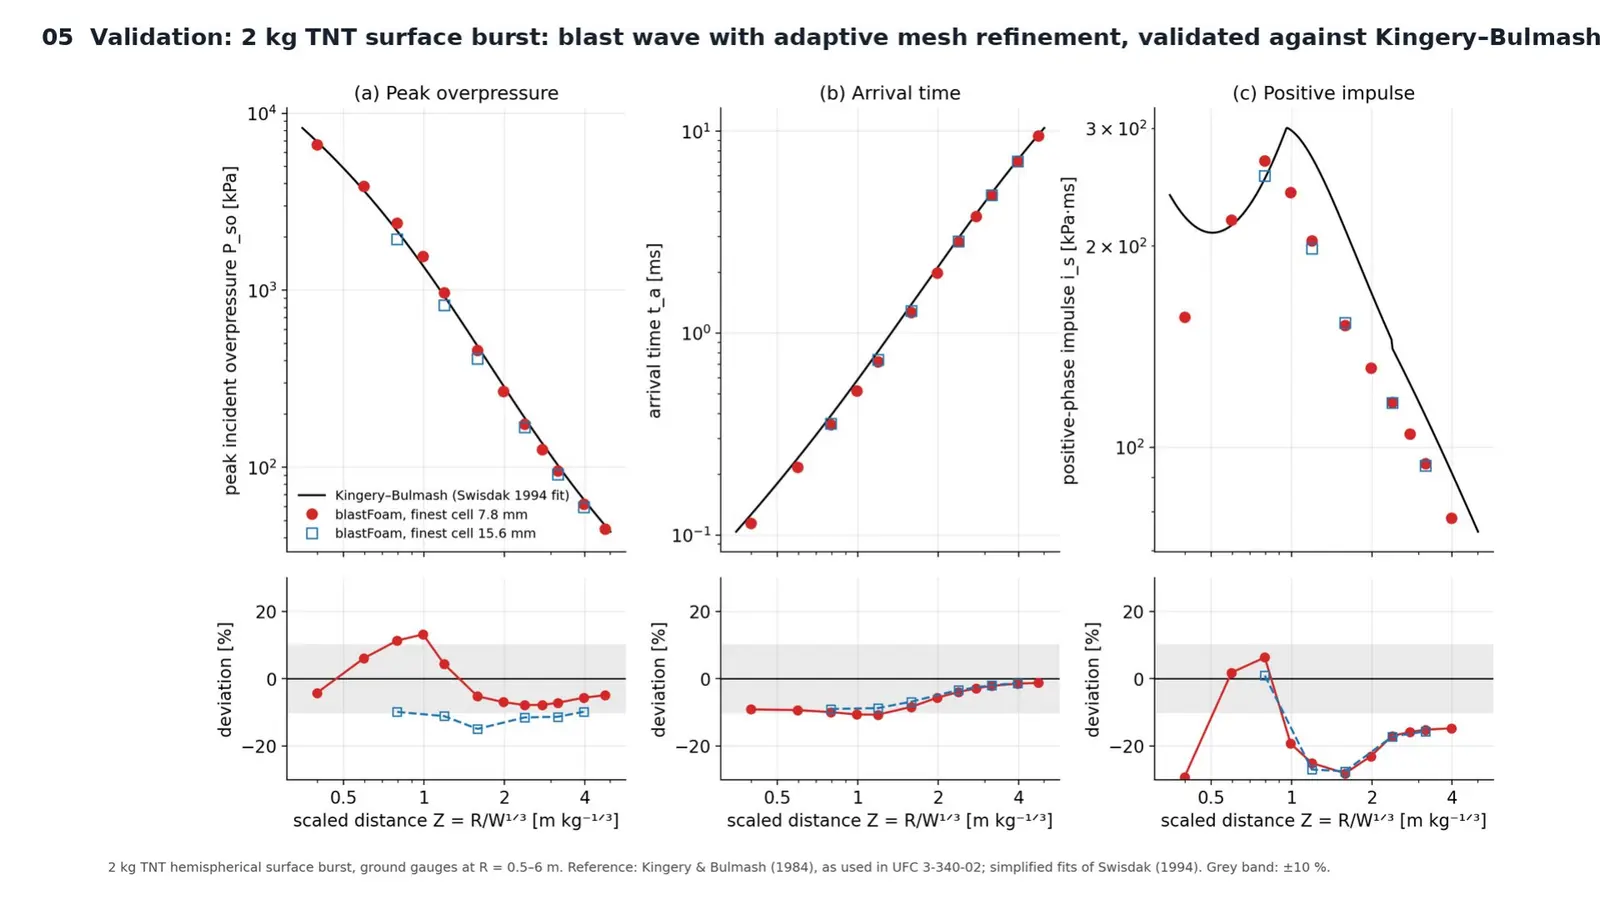 05 Validation: 2 kg TNT surface burst: blast wave with adaptive mesh refinement, validated against Kingery–Bulmash
(a) Peak overpressure
(b) Arrival time
(c) Positive impulse
peak incident overpressure P_so [kPa]
10⁴
10³
10²
Kingery–Bulmash (Swisdak 1994 fit)
blastFoam, finest cell 7.8 mm
blastFoam, finest cell 15.6 mm
arrival time t_a [ms]
10¹
10⁰
10⁻¹
positive-phase impulse i_s [kPa·ms]
3 × 10²
2 × 10²
10²
deviation [%]
20
0
−20
0.5 1 2 4
scaled distance Z = R/W¹ᐟ³ [m kg⁻¹ᐟ³]
deviation [%]
20
0
−20
0.5 1 2 4
scaled distance Z = R/W¹ᐟ³ [m kg⁻¹ᐟ³]
deviation [%]
20
0
−20
0.5 1 2 4
scaled distance Z = R/W¹ᐟ³ [m kg⁻¹ᐟ³]
2 kg TNT hemispherical surface burst, ground gauges at R = 0.5–6 m. Reference: Kingery & Bulmash (1984), as used in UFC 3-340-02; simplified fits of Swisdak (1994). Grey band: ±10 %.